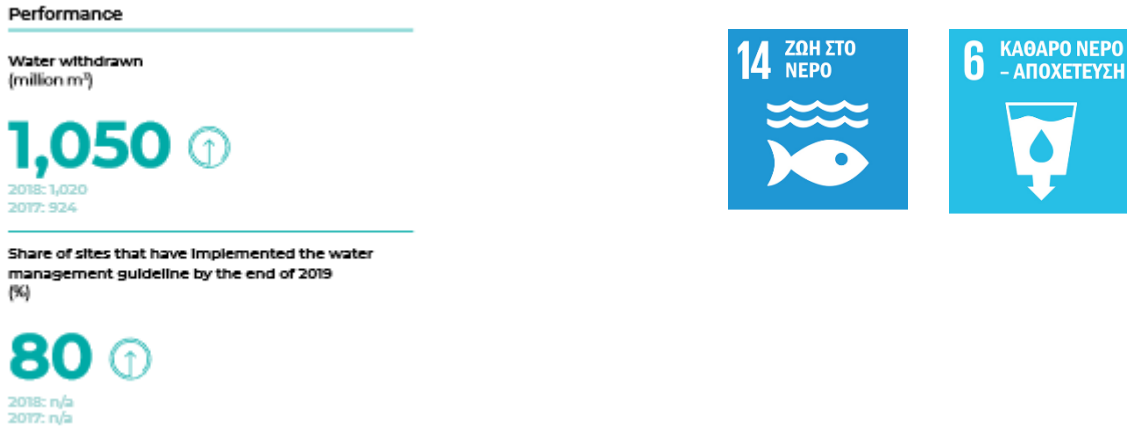 Performance
Water withdrawn
(million m³)
1,050
2018: 1,020
2017: 924
Share of sites that have implemented the water
management guideline by the end of 2019
(%)
80
2018: n/a
2017: n/a
14 ΖΩΗ ΣΤΟ
ΝΕΡΟ
6 ΚΑΘΑΡΟ ΝΕΡΟ
– ΑΠΟΧΕΤΕΥΣΗ